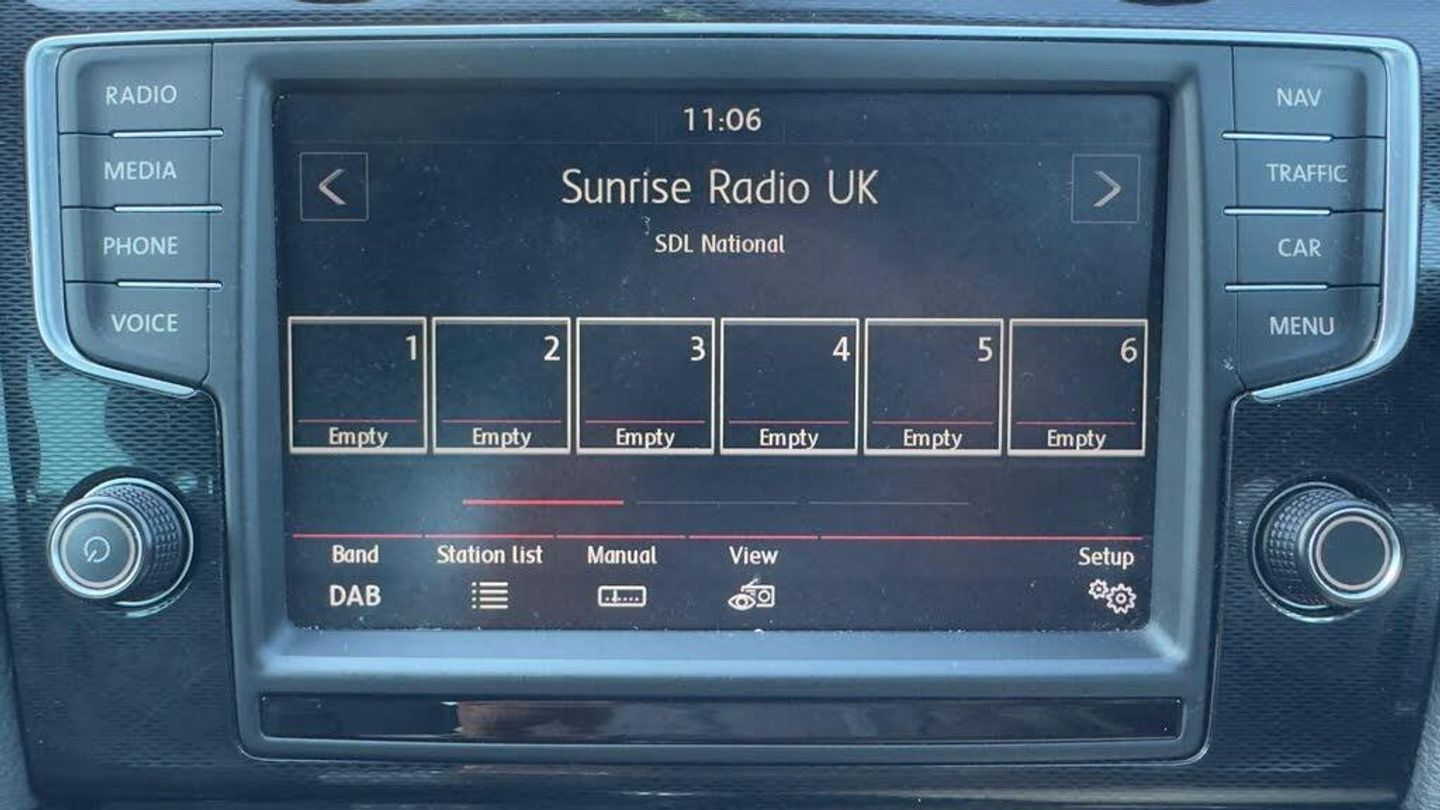 RADIO
MEDIA
PHONE
VOICE
11:06
Sunrise Radio UK
SDL National
1 2 3 4 5 6
Empty Empty Empty Empty Empty Empty
Band Station list Manual View Setup
DAB
NAV
TRAFFIC
CAR
MENU